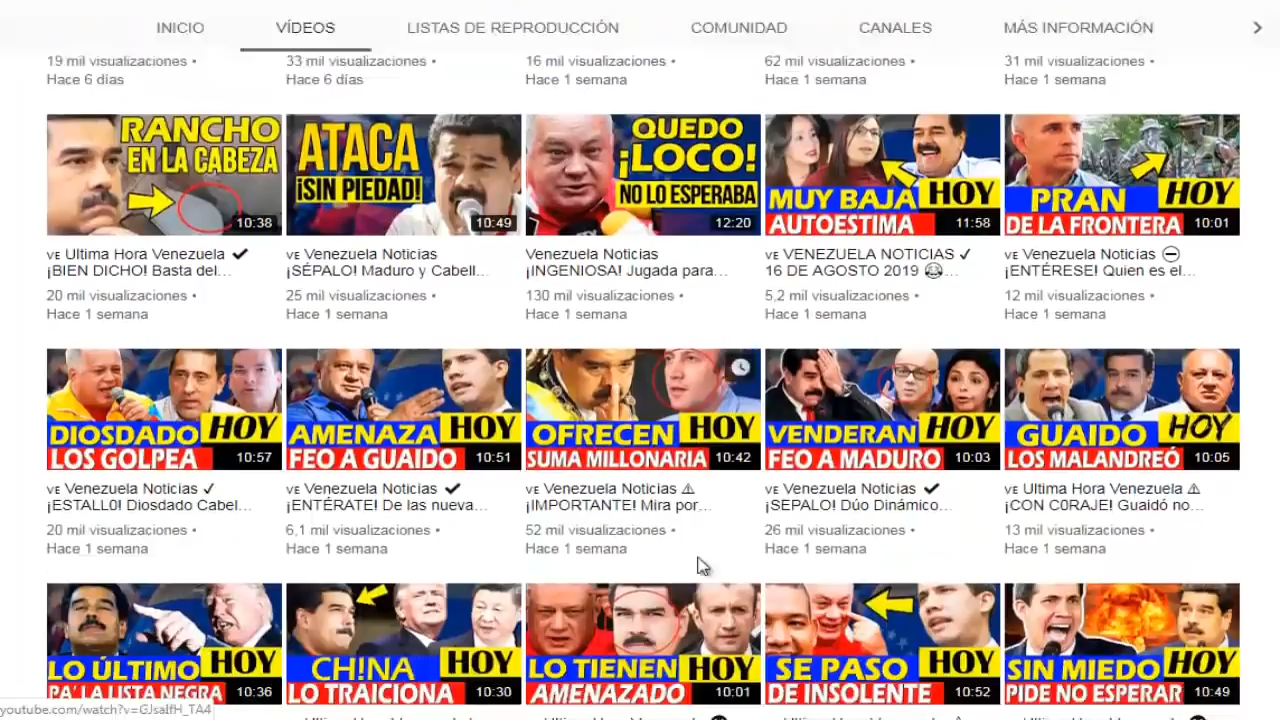 INICIO
VÍDEOS
LISTAS DE REPRODUCCIÓN
COMUNIDAD
CANALES
MÁS INFORMACIÓN
19 mil visualizaciones •
Hace 6 días
33 mil visualizaciones •
Hace 6 días
16 mil visualizaciones •
Hace 1 semana
62 mil visualizaciones •
Hace 1 semana
31 mil visualizaciones •
Hace 1 semana
RANCHO
EN LA CABEZA
10:38
VE Ultima Hora Venezuela ✔
¡BIEN DICHO! Basta del...
20 mil visualizaciones •
Hace 1 semana
ATACA
¡SIN PIEDAD!
10:49
VE Venezuela Noticias
¡SÉPALO! Maduro y Cabell...
25 mil visualizaciones •
Hace 1 semana
QUEDO
¡LOCO!
NO LO ESPERABA
12:20
Venezuela Noticias
¡INGENIOSA! Jugada para...
130 mil visualizaciones •
Hace 1 semana
MUY BAJA HOY
AUTOESTIMA
11:58
VE VENEZUELA NOTICIAS ✓
16 DE AGOSTO 2019 😂...
5,2 mil visualizaciones •
Hace 1 semana
PRAN HOY
DE LA FRONTERA
10:01
VE Venezuela Noticias ⛔
¡ENTÉRESE! Quien es el...
12 mil visualizaciones •
Hace 1 semana
DIOSDADO HOY
LOS GOLPEA
10:57
VE Venezuela Noticias ✓
¡ESTALL0! Diosdado Cabel...
20 mil visualizaciones •
Hace 1 semana
AMENAZA HOY
FEO A GUAIDO
10:51
VE Venezuela Noticias ✔
¡ENTÉRATE! De las nueva...
6,1 mil visualizaciones •
Hace 1 semana
OFRECEN HOY
SUMA MILLONARIA
10:42
VE Venezuela Noticias ⚠
¡IMPORTANTE! Mira por...
52 mil visualizaciones •
Hace 1 semana
VENDERAN HOY
FEO A MADURO
10:03
VE Venezuela Noticias ✔
¡SEPALO! Dúo Dinámico...
26 mil visualizaciones •
Hace 1 semana
GUAIDO HOY
LOS MALANDREÓ
10:05
VE Ultima Hora Venezuela ⚠
¡CON C0RAJE! Guaidó no...
13 mil visualizaciones •
Hace 1 semana
LO ÚLTIMO HOY
PA' LA LISTA NEGRA
10:36
CH!NA HOY
LO TRAICIONA
10:30
LO TIENEN HOY
AMENAZADO
10:01
SE PASO HOY
DE INSOLENTE
10:52
SIN MIEDO HOY
PIDE NO ESPERAR
10:49